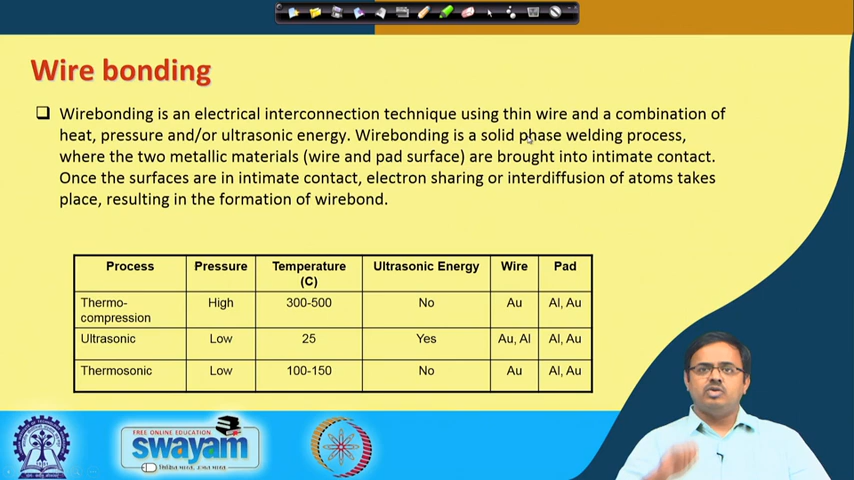 Wire bonding
Wirebonding is an electrical interconnection technique using thin wire and a combination of
heat, pressure and/or ultrasonic energy. Wirebonding is a solid phase welding process,
where the two metallic materials (wire and pad surface) are brought into intimate contact.
Once the surfaces are in intimate contact, electron sharing or interdiffusion of atoms takes
place, resulting in the formation of wirebond.
Process Pressure Temperature (C) Ultrasonic Energy Wire Pad
Thermo-compression High 300-500 No Au Al, Au
Ultrasonic Low 25 Yes Au, Al Al, Au
Thermosonic Low 100-150 No Au Al, Au
FREE ONLINE EDUCATION
swayam